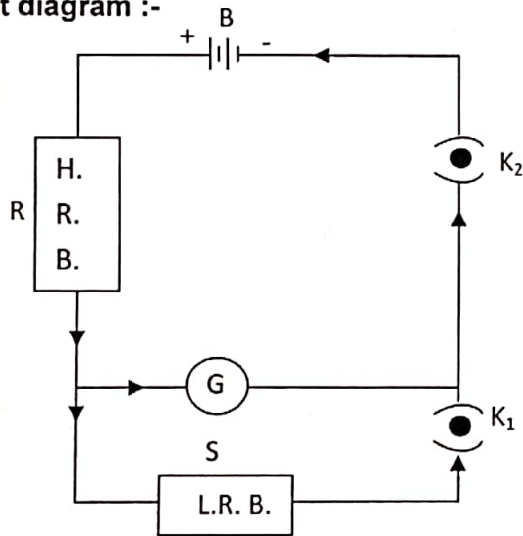 t diagram :-
B
+ -
K₂
H.
R R.
B.
G
K₁
S
L.R. B.